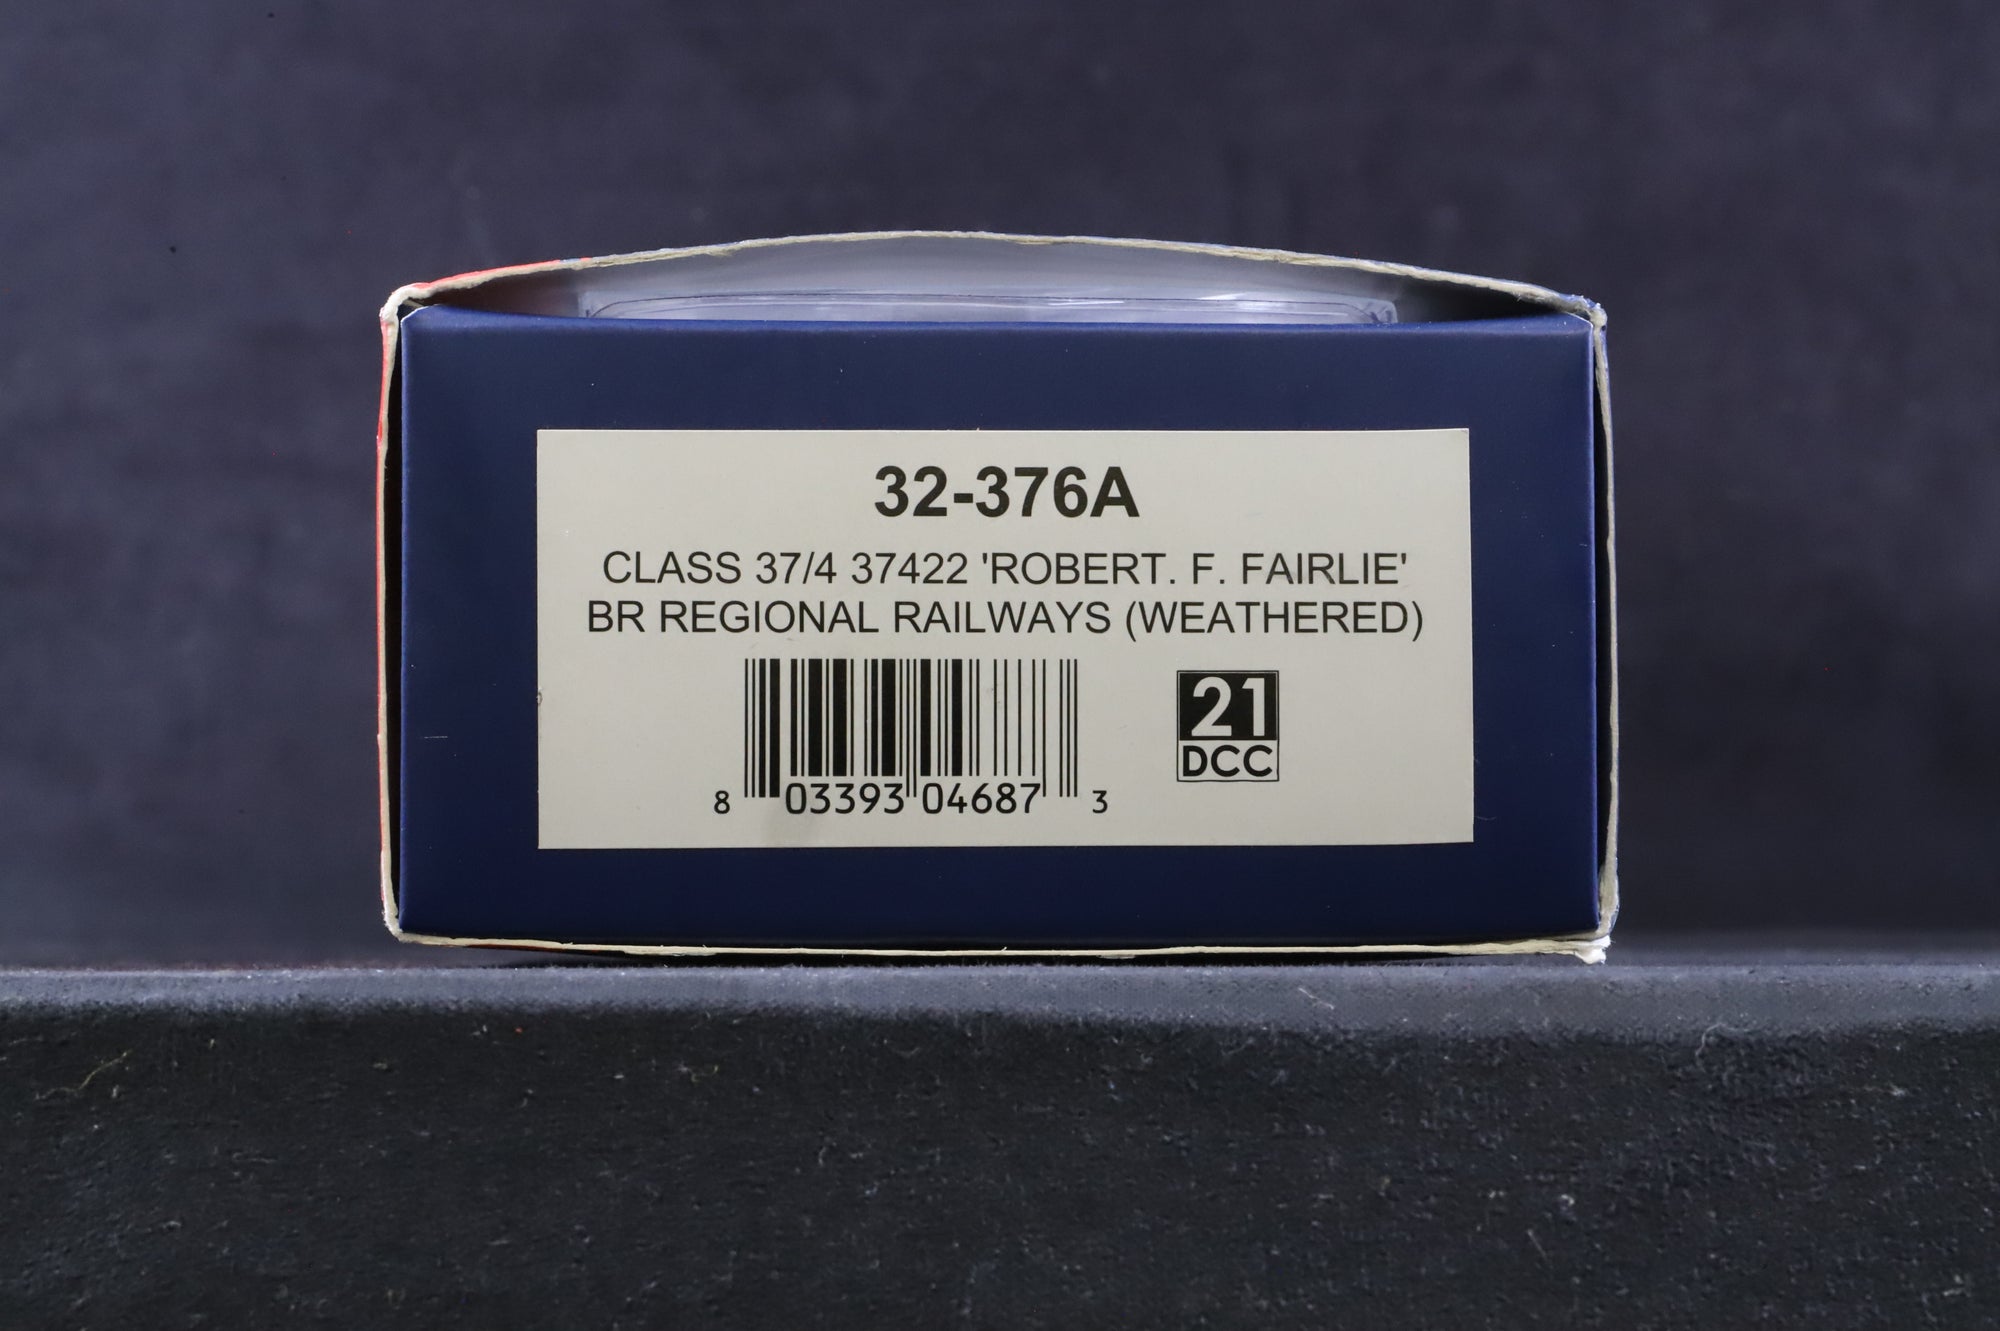 32-376A
CLASS 37/4 37422 'ROBERT. F. FAIRLIE'
BR REGIONAL RAILWAYS (WEATHERED)
8 03393 04687 3
21
DCC